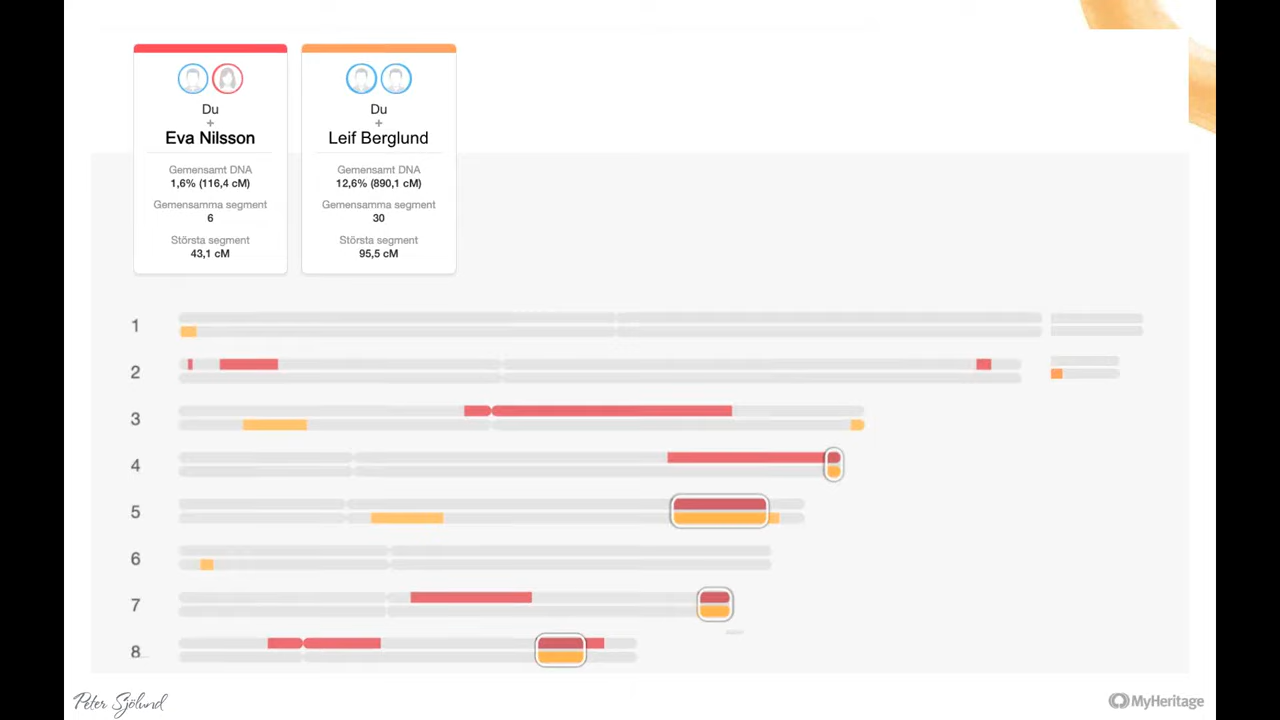 Du
+
Eva Nilsson
Gemensamt DNA
1,6% (116,4 cM)
Gemensamma segment
6
Största segment
43,1 cM
Du
+
Leif Berglund
Gemensamt DNA
12,6% (890,1 cM)
Gemensamma segment
30
Största segment
95,5 cM
1
2
3
4
5
6
7
8
Peter Sjölund
MyHeritage